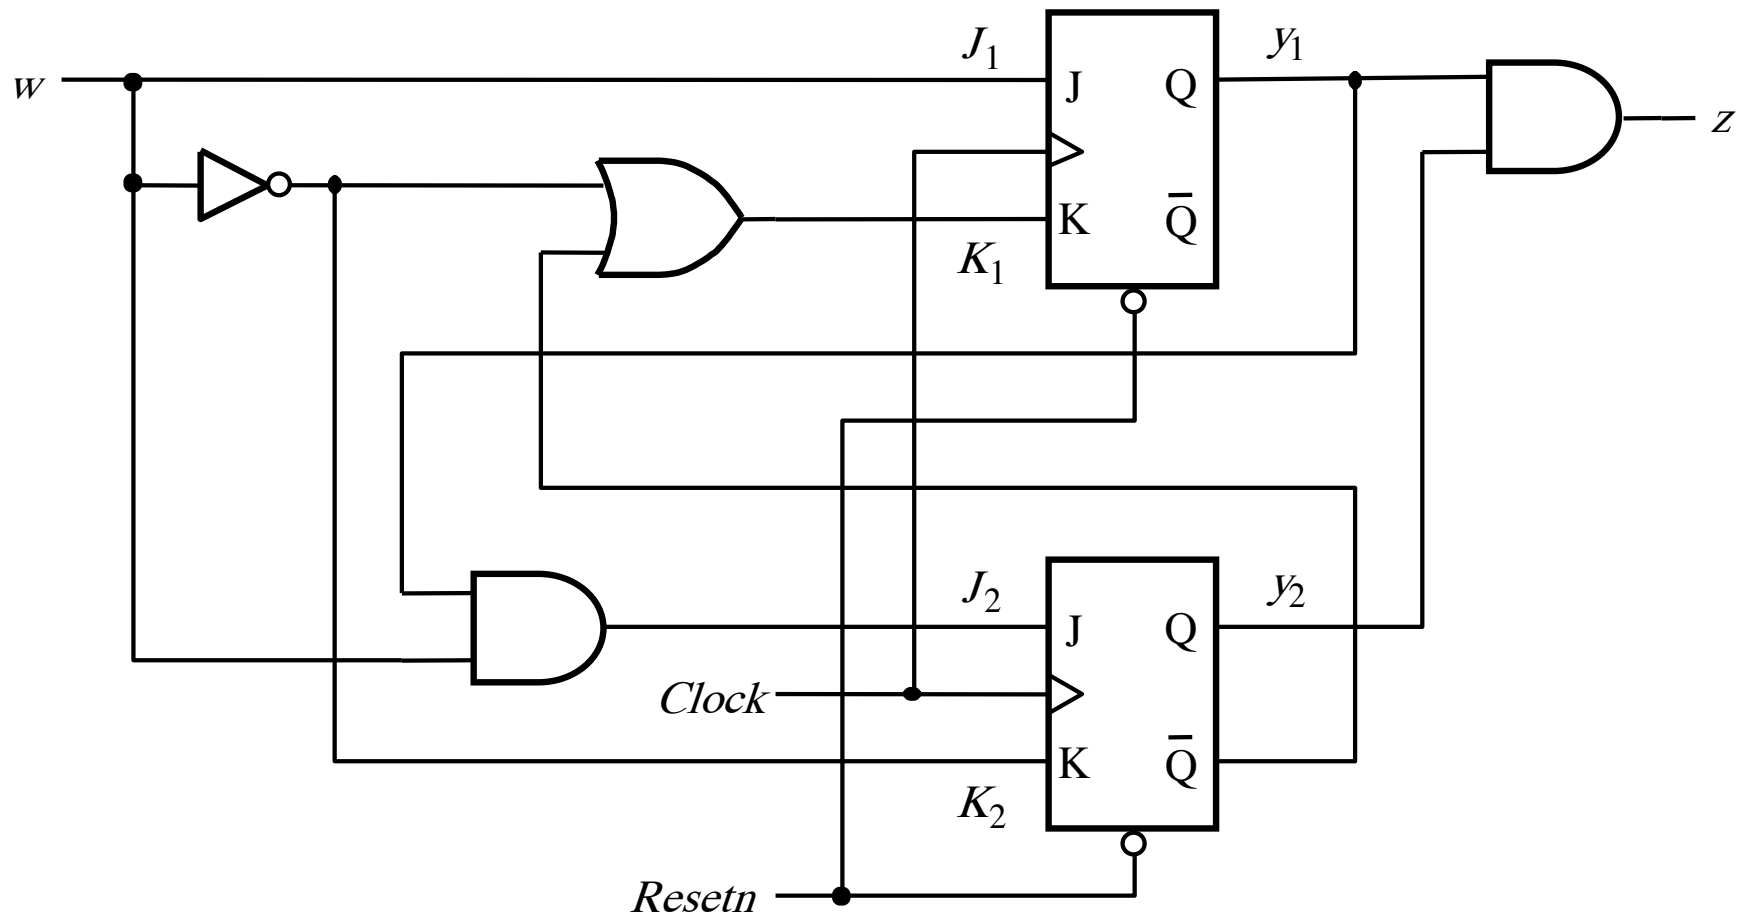 J₁
y₁
w
J
Q
z
K
Q̅
K₁
J₂
y₂
J
Q
Clock
K
Q̅
K₂
Resetn